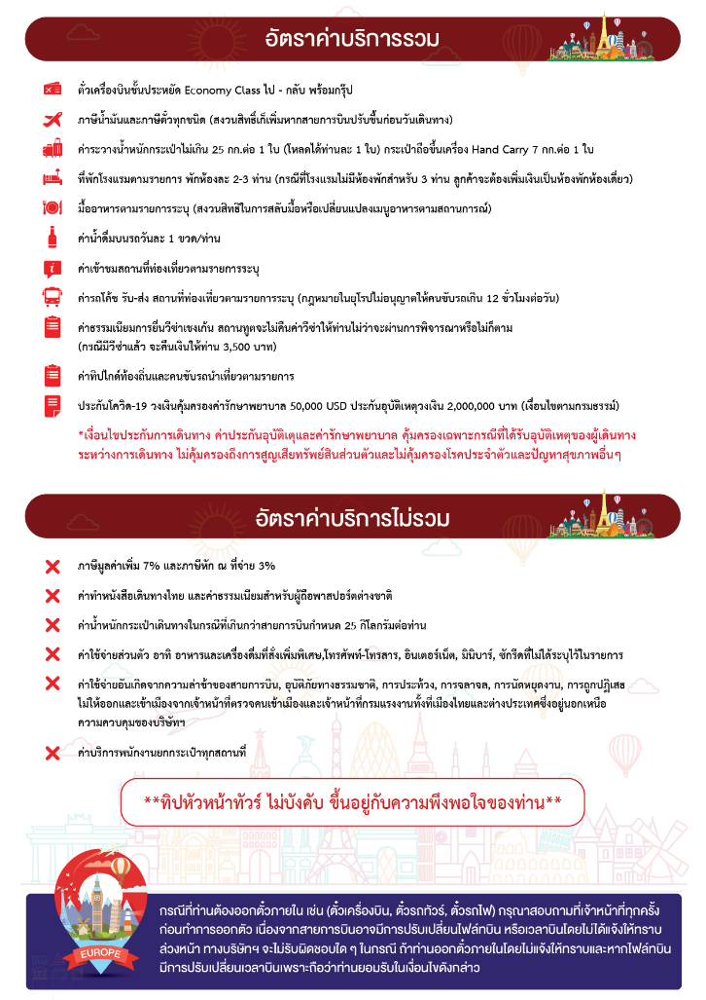 อัตราค่าบริการรวม
ตั๋วเครื่องบินชั้นประหยัด Economy Class ไป - กลับ พร้อมกรุ๊ป
ภาษีน้ำมันและภาษีตั๋วทุกชนิด (สงวนสิทธิ์เก็บเพิ่มหากสายการบินปรับขึ้นก่อนวันเดินทาง)
ค่าระวางน้ำหนักกระเป๋าไม่เกิน 25 กก.ต่อ 1 ใบ (โหลดได้ท่านละ 1 ใบ) กระเป๋าถือขึ้นเครื่อง Hand Carry 7 กก.ต่อ 1 ใบ
ที่พักโรงแรมตามรายการ พักห้องละ 2-3 ท่าน (กรณีที่โรงแรมไม่มีห้องพักสำหรับ 3 ท่าน ลูกค้าจะต้องเพิ่มเงินเป็นห้องพักห้องเดี่ยว)
มื้ออาหารตามรายการระบุ (สงวนสิทธิในการสลับมื้อหรือเปลี่ยนแปลงเมนูอาหารตามสถานการณ์)
ค่าน้ำดื่มบนรถวันละ 1 ขวด/ท่าน
ค่าเข้าชมสถานที่ท่องเที่ยวตามรายการระบุ
ค่ารถโค้ช รับ-ส่ง สถานที่ท่องเที่ยวตามรายการระบุ (กฎหมายในยุโรปไม่อนุญาตให้คนขับรถเกิน 12 ชั่วโมงต่อวัน)
ค่าธรรมเนียมการยื่นวีซ่าเชงเก้น สถานทูตจะไม่คืนค่าวีซ่าให้ท่านไม่ว่าจะผ่านการพิจารณาหรือไม่ก็ตาม
(กรณีมีวีซ่าแล้ว จะคืนเงินให้ท่าน 3,500 บาท)
ค่าทิปไกด์ท้องถิ่นและคนขับรถนำเที่ยวตามรายการ
ประกันโควิด-19 วงเงินคุ้มครองค่ารักษาพยาบาล 50,000 USD ประกันอุบัติเหตุวงเงิน 2,000,000 บาท (เงื่อนไขตามกรมธรรม์)
*เงื่อนไขประกันการเดินทาง ค่าประกันอุบัติเตุและค่ารักษาพยาบาล คุ้มครองเฉพาะกรณีที่ได้รับอุบัติเหตุของผู้เดินทาง
ระหว่างการเดินทาง ไม่คุ้มครองถึงการสูญเสียทรัพย์สินส่วนตัวและไม่คุ้มครองโรคประจำตัวและปัญหาสุขภาพอื่นๆ
อัตราค่าบริการไม่รวม
ภาษีมูลค่าเพิ่ม 7% และภาษีหัก ณ ที่จ่าย 3%
ค่าทำหนังสือเดินทางไทย และค่าธรรมเนียมสำหรับผู้ถือพาสปอร์ตต่างชาติ
ค่าน้ำหนักกระเป๋าเดินทางในกรณีที่เกินกว่าสายการบินกำหนด 25 กิโลกรัมต่อท่าน
ค่าใช้จ่ายส่วนตัว อาทิ อาหารและเครื่องดื่มที่สั่งเพิ่มพิเศษ,โทรศัพท์-โทรสาร, อินเตอร์เน็ต, มินิบาร์, ซักรีดที่ไม่ได้ระบุไว้ในรายการ
ค่าใช้จ่ายอันเกิดจากความล่าช้าของสายการบิน, อุบัติภัยทางธรรมชาติ, การประท้วง, การจลาจล, การนัดหยุดงาน, การถูกปฏิเสธ
ไม่ให้ออกและเข้าเมืองจากเจ้าหน้าที่ตรวจคนเข้าเมืองและเจ้าหน้าที่กรมแรงงานทั้งที่เมืองไทยและต่างประเทศซึ่งอยู่นอกเหนือ
ความควบคุมของบริษัทฯ
ค่าบริการพนักงานยกกระเป๋าทุกสถานที่
**ทิปหัวหน้าทัวร์ ไม่บังคับ ขึ้นอยู่กับความพึงพอใจของท่าน**
กรณีที่ท่านต้องออกตั๋วภายใน เช่น (ตั๋วเครื่องบิน, ตั๋วรถทัวร์, ตั๋วรถไฟ) กรุณาสอบถามที่เจ้าหน้าที่ทุกครั้ง
ก่อนทำการออกตัว เนื่องจากสายการบินอาจมีการปรับเปลี่ยนไฟล์ทบิน หรือเวลาบินโดยไม่ได้แจ้งให้ทราบ
ล่วงหน้า ทางบริษัทฯ จะไม่รับผิดชอบใด ๆ ในกรณี ถ้าท่านออกตั๋วภายในโดยไม่แจ้งให้ทราบและหากไฟล์ทบิน
มีการปรับเปลี่ยนเวลาบินเพราะถือว่าท่านยอมรับในเงื่อนไขดังกล่าว
EUROPE